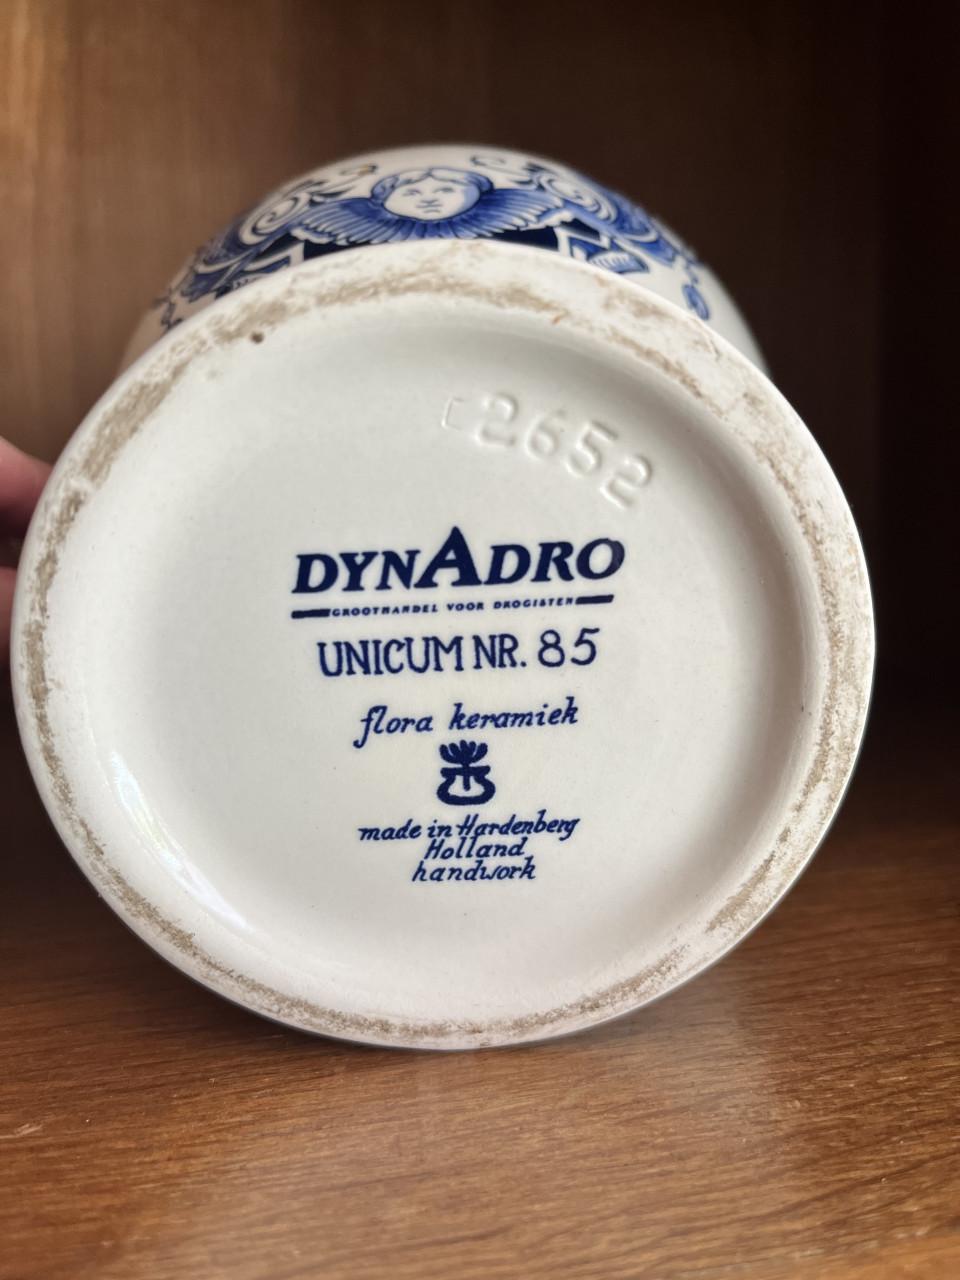 2652
DYNADRO
GROOTHANDEL VOOR DROGISTEN
UNICUM NR. 85
flora keramiek
made in Hardenberg
Holland
handwork